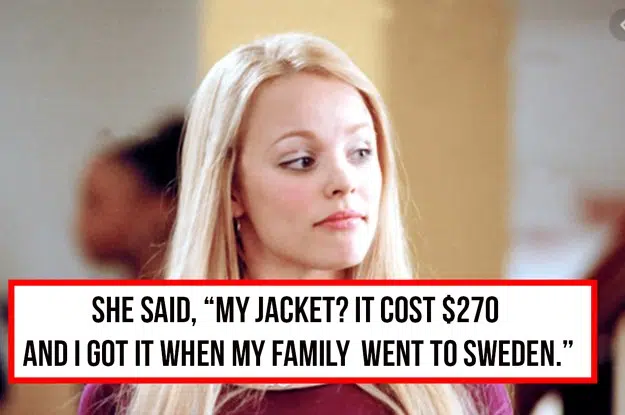 SHE SAID, “MY JACKET? IT COST $270
AND I GOT IT WHEN MY FAMILY WENT TO SWEDEN.”